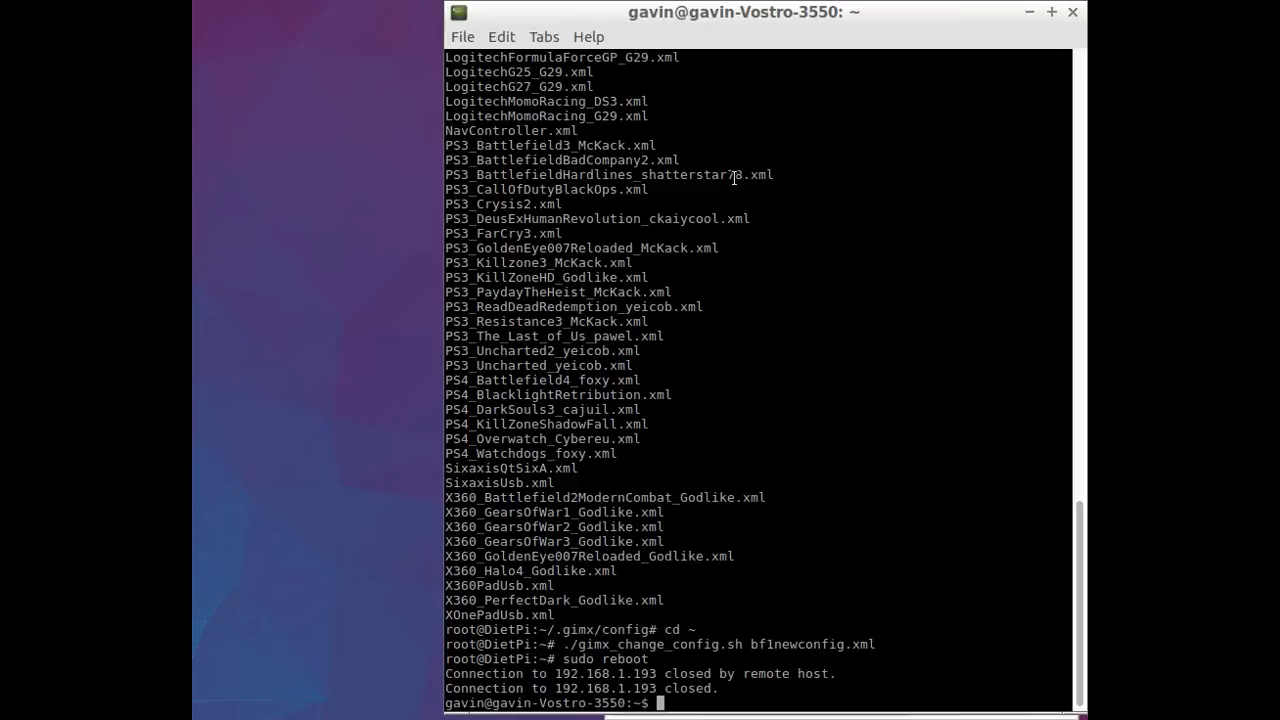 gavin@gavin-Vostro-3550: ~
File Edit Tabs Help
LogitechFormulaForceGP_G29.xml
LogitechG25_G29.xml
LogitechG27_G29.xml
LogitechMomoRacing_DS3.xml
LogitechMomoRacing_G29.xml
NavController.xml
PS3_Battlefield3_McKack.xml
PS3_BattlefieldBadCompany2.xml
PS3_BattlefieldHardlines_shatterstar73.xml
PS3_CallOfDutyBlackOps.xml
PS3_Crysis2.xml
PS3_DeusExHumanRevolution_ckaiycool.xml
PS3_FarCry3.xml
PS3_GoldenEye007Reloaded_McKack.xml
PS3_Killzone3_McKack.xml
PS3_KillZoneHD_Godlike.xml
PS3_PaydayTheHeist_McKack.xml
PS3_ReadDeadRedemption_yeicob.xml
PS3_Resistance3_McKack.xml
PS3_The_Last_of_Us_pawel.xml
PS3_Uncharted2_yeicob.xml
PS3_Uncharted_yeicob.xml
PS4_Battlefield4_foxy.xml
PS4_BlacklightRetribution.xml
PS4_DarkSouls3_cajuil.xml
PS4_KillZoneShadowFall.xml
PS4_Overwatch_Cybereu.xml
PS4_Watchdogs_foxy.xml
SixaxisQtSixA.xml
SixaxisUsb.xml
X360_Battlefield2ModernCombat_Godlike.xml
X360_GearsOfWar1_Godlike.xml
X360_GearsOfWar2_Godlike.xml
X360_GearsOfWar3_Godlike.xml
X360_GoldenEye007Reloaded_Godlike.xml
X360_Halo4_Godlike.xml
X360PadUsb.xml
X360_PerfectDark_Godlike.xml
XOnePadUsb.xml
root@DietPi:~/.gimx/config# cd ~
root@DietPi:~# ./gimx_change_config.sh bf1newconfig.xml
root@DietPi:~# sudo reboot
Connection to 192.168.1.193 closed by remote host.
Connection to 192.168.1.193 closed.
gavin@gavin-Vostro-3550:~$